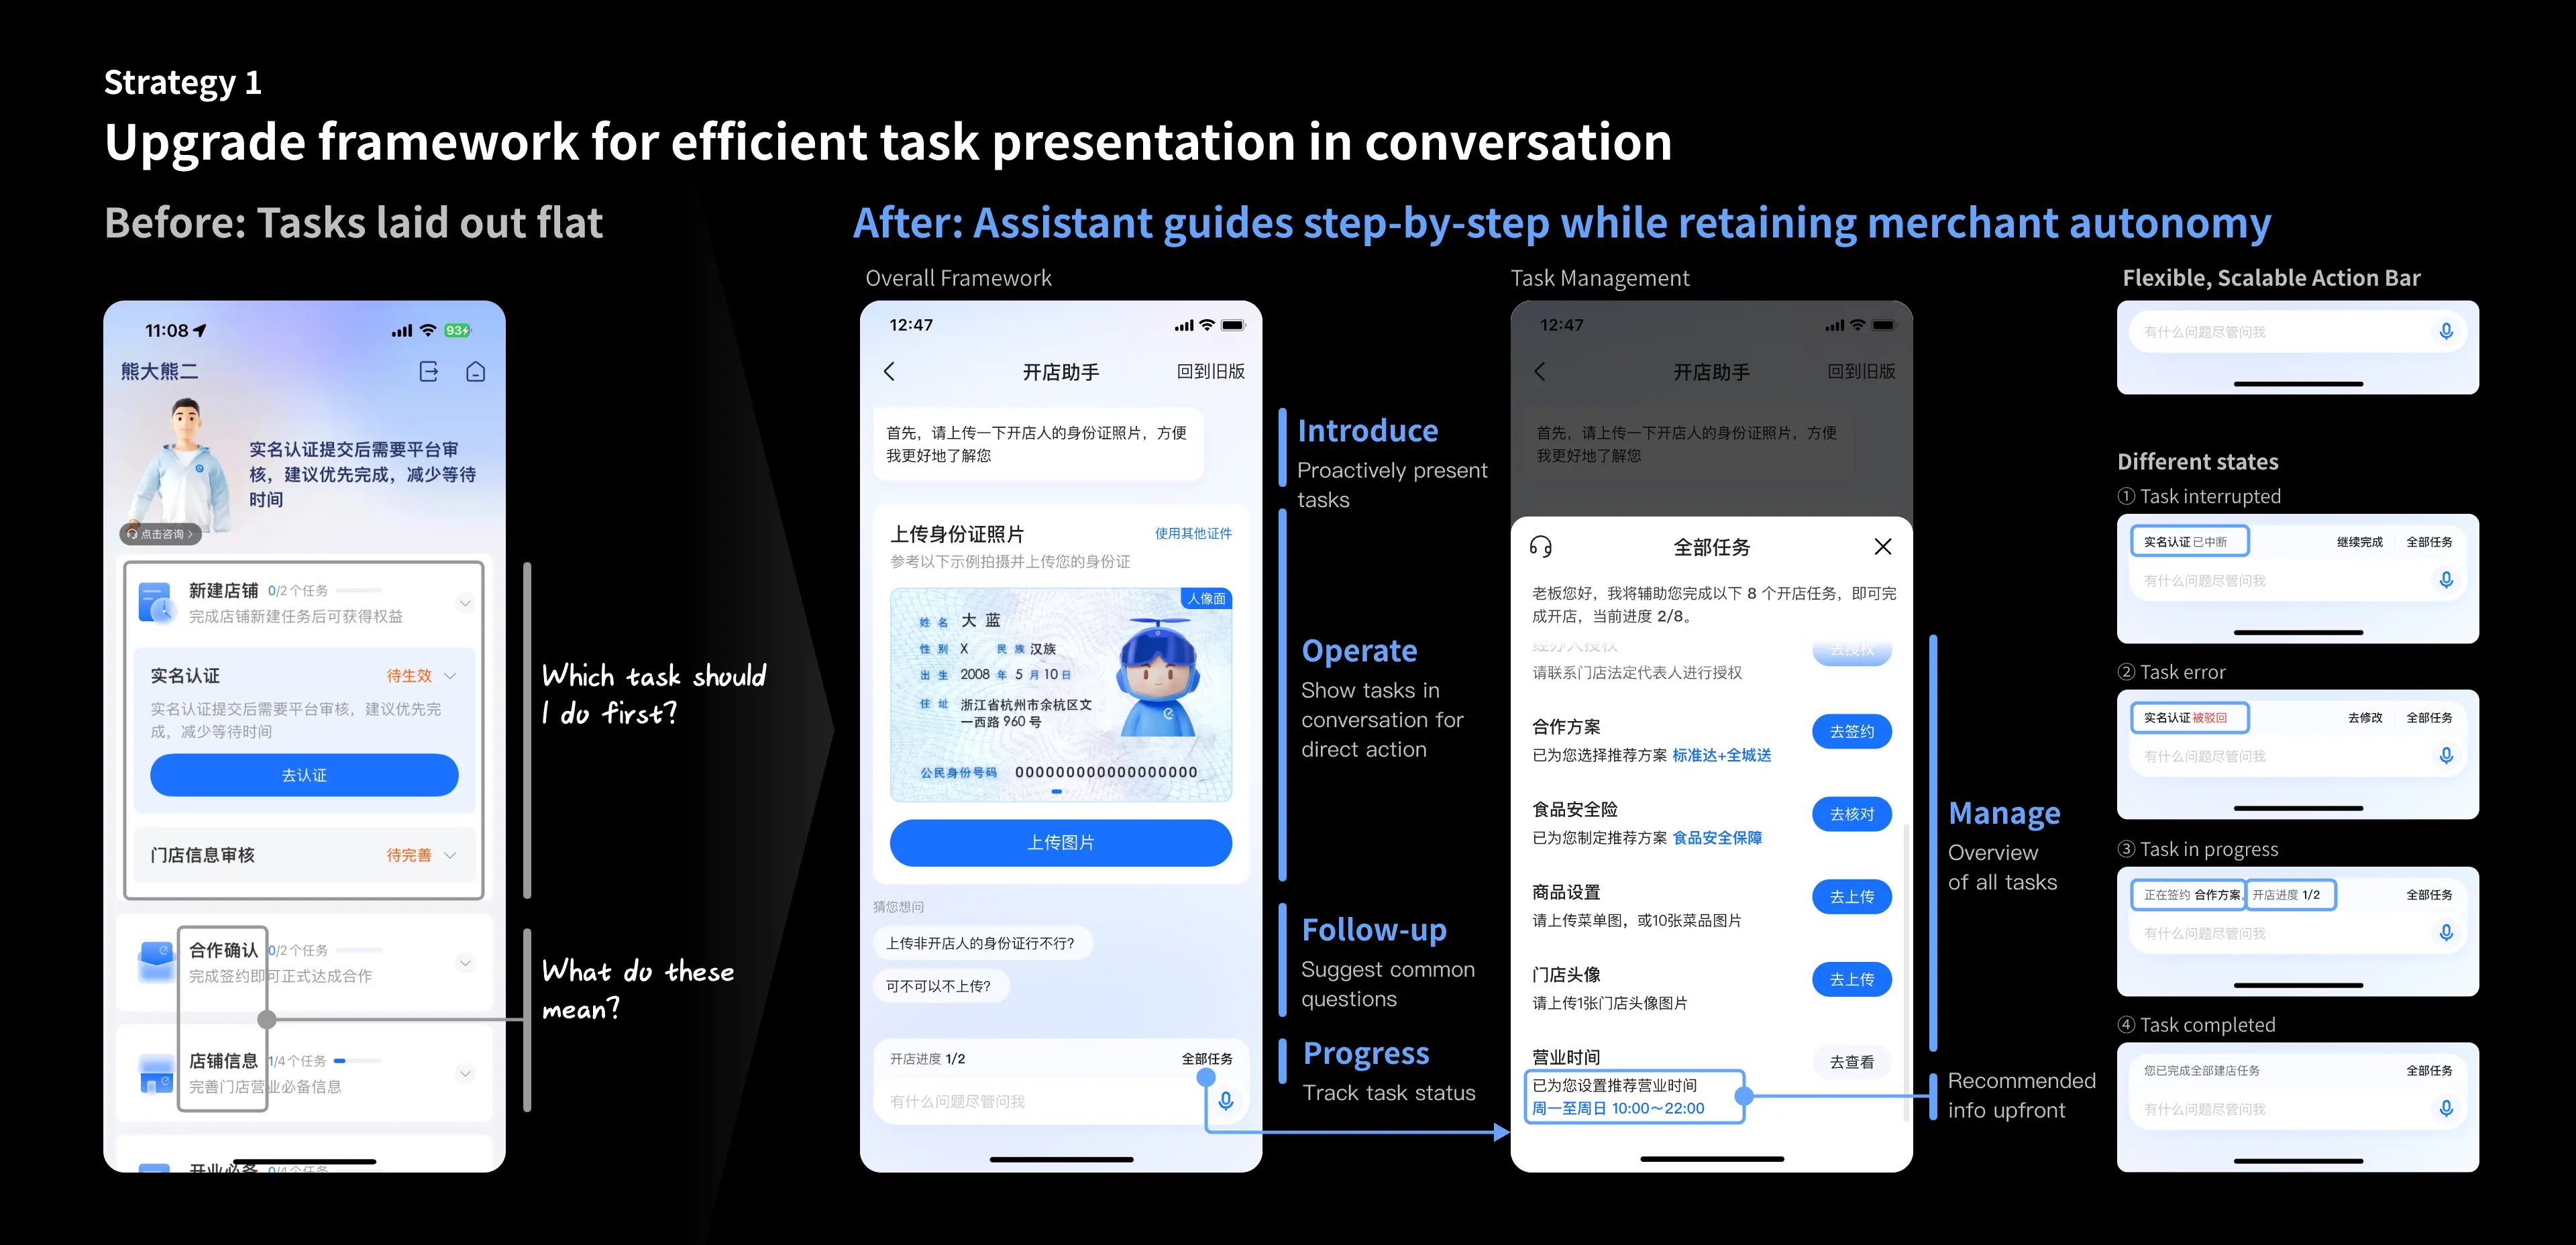 Strategy 1
Upgrade framework for efficient task presentation in conversation
Before: Tasks laid out flat
11:08
93
熊大熊二
实名认证提交后需要平台审
核，建议优先完成，减少等待
时间
点击咨询
新建店铺 0/2个任务
完成店铺新建任务后可获得权益
实名认证 待生效
实名认证提交后需要平台审核，建议优先完
成，减少等待时间
去认证
门店信息审核 待完善
合作确认 0/2个任务
完成签约即可正式达成合作
店铺信息 1/4个任务
完善门店营业必备信息
开业必备 0/4个任务
Which task should
I do first?
What do these
mean?
After: Assistant guides step-by-step while retaining merchant autonomy
Overall Framework
12:47
开店助手 回到旧版
首先，请上传一下开店人的身份证照片，方便
我更好地了解您
上传身份证照片 使用其他证件
参考以下示例拍摄并上传您的身份证
人像面
姓名 大蓝
性别 X 民族 汉族
出生 2008 年 5 月 10 日
住址 浙江省杭州市余杭区文
一西路 960 号
公民身份号码 000000000000000000
上传图片
猜您想问
上传非开店人的身份证行不行?
可不可以不上传?
开店进度 1/2 全部任务
有什么问题尽管问我
Introduce
Proactively present
tasks
Operate
Show tasks in
conversation for
direct action
Follow-up
Suggest common
questions
Progress
Track task status
Task Management
12:47
开店助手 回到旧版
首先，请上传一下开店人的身份证照片，方便
我更好地了解您
全部任务
老板您好，我将辅助您完成以下 8 个开店任务，即可完
成开店，当前进度 2/8。
经办人授权 去授权
请联系门店法定代表人进行授权
合作方案 去签约
已为您选择推荐方案 标准达+全城送
食品安全险 去核对
已为您制定推荐方案 食品安全保障
商品设置 去上传
请上传菜单图，或10张菜品图片
门店头像 去上传
请上传1张门店头像图片
营业时间 去查看
已为您设置推荐营业时间
周一至周日 10:00～22:00
Manage
Overview
of all tasks
Recommended
info upfront
Flexible, Scalable Action Bar
有什么问题尽管问我
Different states
① Task interrupted
实名认证 已中断 继续完成 全部任务
有什么问题尽管问我
② Task error
实名认证 被驳回 去修改 全部任务
有什么问题尽管问我
③ Task in progress
正在签约 合作方案, 开店进度 1/2 全部任务
有什么问题尽管问我
④ Task completed
您已完成全部建店任务 全部任务
有什么问题尽管问我